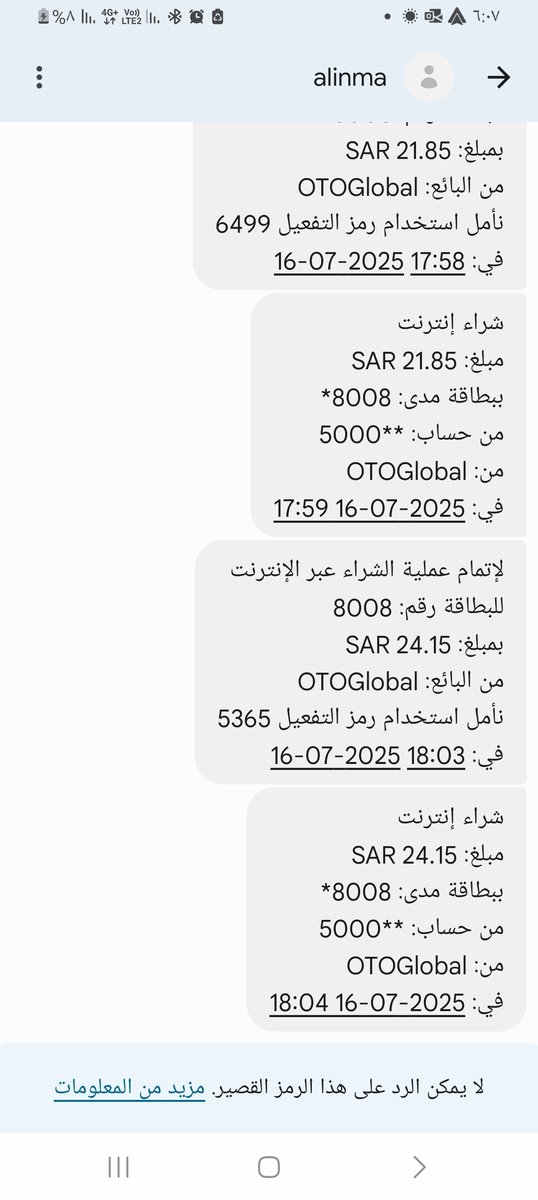 ٦:٠٧
%٨
4G+
Vo))
LTE2
alinma
بمبلغ: SAR 21.85
من البائع: OTOGlobal
نأمل استخدام رمز التفعيل 6499
في: 17:58 16-07-2025
شراء إنترنت
مبلغ: SAR 21.85
ببطاقة مدى: 8008*
من حساب: **5000
من: OTOGlobal
في: 2025-07-16 17:59
لإتمام عملية الشراء عبر الإنترنت
للبطاقة رقم: 8008
بمبلغ: SAR 24.15
من البائع: OTOGlobal
نأمل استخدام رمز التفعيل 5365
في: 18:03 16-07-2025
شراء إنترنت
مبلغ: SAR 24.15
ببطاقة مدى: 8008*
من حساب: **5000
من: OTOGlobal
في: 2025-07-16 18:04
لا يمكن الرد على هذا الرمز القصير. مزيد من المعلومات